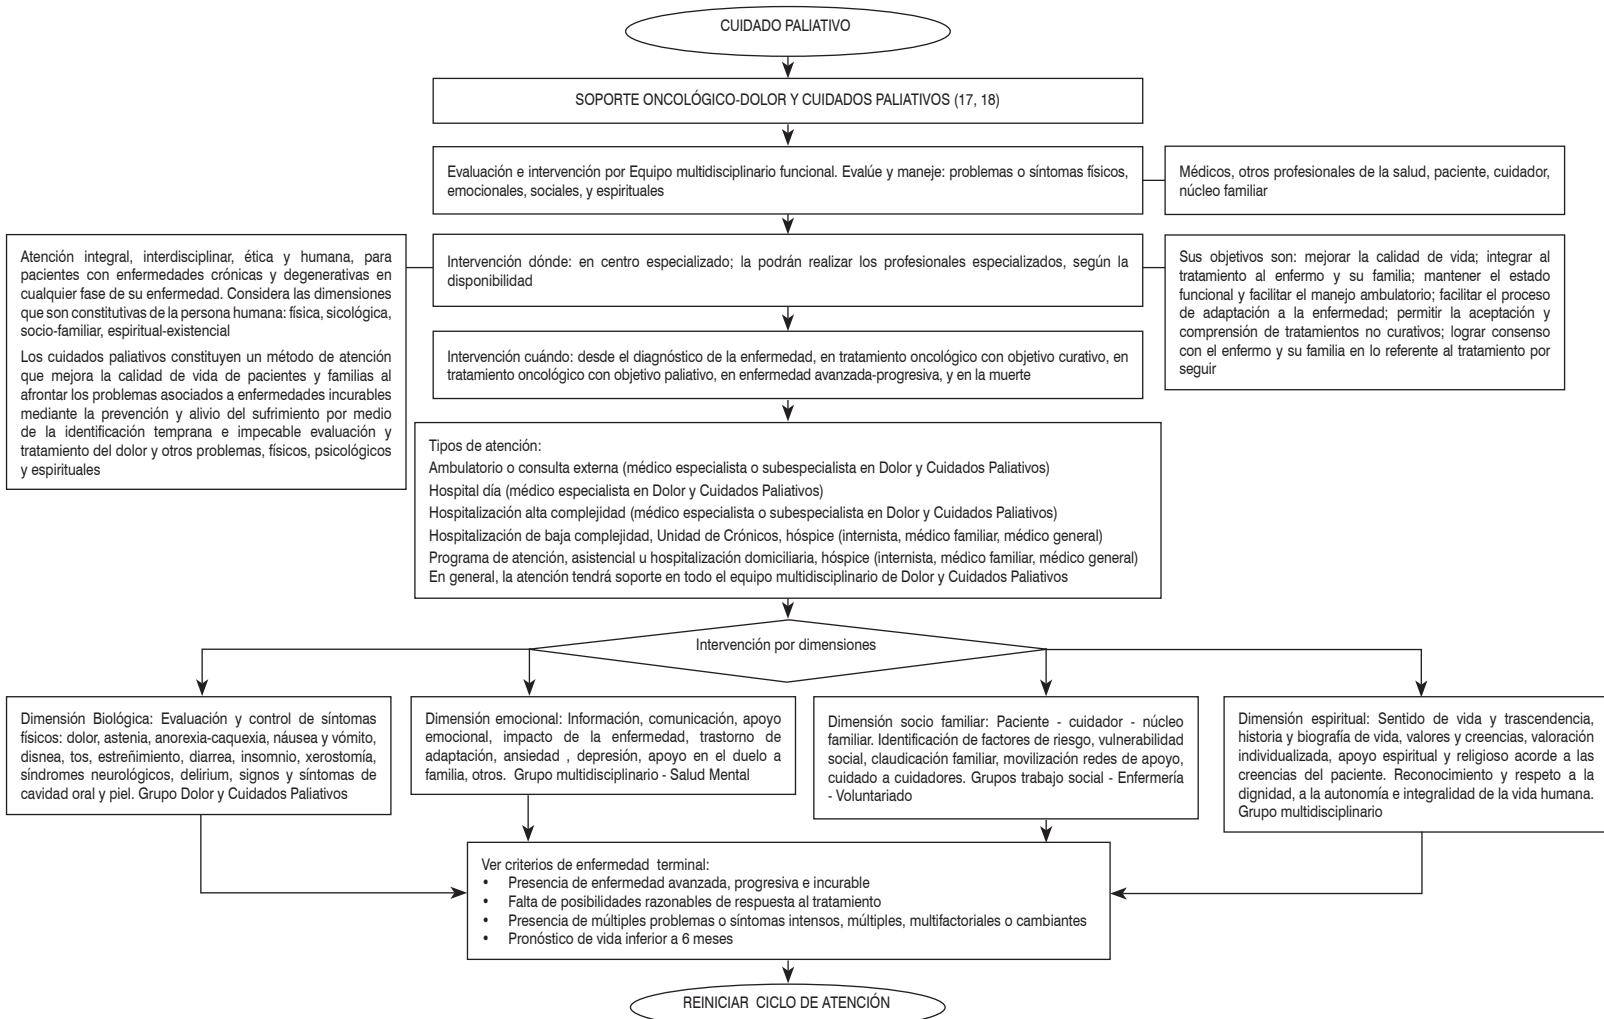 CUIDADO PALIATIVO
SOPORTE ONCOLÓGICO-DOLOR Y CUIDADOS PALIATIVOS (17, 18)
Evaluación e intervención por Equipo multidisciplinario funcional. Evalúe y maneje: problemas o síntomas físicos,
emocionales, sociales, y espirituales
Médicos, otros profesionales de la salud, paciente, cuidador,
núcleo familiar
Atención integral, interdisciplinar, ética y humana, para
pacientes con enfermedades crónicas y degenerativas en
cualquier fase de su enfermedad. Considera las dimensiones
que son constitutivas de la persona humana: física, sicológica,
socio-familiar, espiritual-existencial
Los cuidados paliativos constituyen un método de atención
que mejora la calidad de vida de pacientes y familias al
afrontar los problemas asociados a enfermedades incurables
mediante la prevención y alivio del sufrimiento por medio
de la identificación temprana e impecable evaluación y
tratamiento del dolor y otros problemas, físicos, psicológicos
y espirituales
Intervención dónde: en centro especializado; la podrán realizar los profesionales especializados, según la
disponibilidad
Sus objetivos son: mejorar la calidad de vida; integrar al
tratamiento al enfermo y su familia; mantener el estado
funcional y facilitar el manejo ambulatorio; facilitar el proceso
de adaptación a la enfermedad; permitir la aceptación y
comprensión de tratamientos no curativos; lograr consenso
con el enfermo y su familia en lo referente al tratamiento por
seguir
Intervención cuándo: desde el diagnóstico de la enfermedad, en tratamiento oncológico con objetivo curativo, en
tratamiento oncológico con objetivo paliativo, en enfermedad avanzada-progresiva, y en la muerte
Tipos de atención:
Ambulatorio o consulta externa (médico especialista o subespecialista en Dolor y Cuidados Paliativos)
Hospital día (médico especialista en Dolor y Cuidados Paliativos)
Hospitalización alta complejidad (médico especialista o subespecialista en Dolor y Cuidados Paliativos)
Hospitalización de baja complejidad, Unidad de Crónicos, hóspice (internista, médico familiar, médico general)
Programa de atención, asistencial u hospitalización domiciliaria, hóspice (internista, médico familiar, médico general)
En general, la atención tendrá soporte en todo el equipo multidisciplinario de Dolor y Cuidados Paliativos
Intervención por dimensiones
Dimensión Biológica: Evaluación y control de síntomas
físicos: dolor, astenia, anorexia-caquexia, náusea y vómito,
disnea, tos, estreñimiento, diarrea, insomnio, xerostomía,
síndromes neurológicos, delirium, signos y síntomas de
cavidad oral y piel. Grupo Dolor y Cuidados Paliativos
Dimensión emocional: Información, comunicación, apoyo
emocional, impacto de la enfermedad, trastorno de
adaptación, ansiedad , depresión, apoyo en el duelo a
familia, otros. Grupo multidisciplinario - Salud Mental
Dimensión socio familiar: Paciente - cuidador - núcleo
familiar. Identificación de factores de riesgo, vulnerabilidad
social, claudicación familiar, movilización redes de apoyo,
cuidado a cuidadores. Grupos trabajo social - Enfermería
- Voluntariado
Dimensión espiritual: Sentido de vida y trascendencia,
historia y biografía de vida, valores y creencias, valoración
individualizada, apoyo espiritual y religioso acorde a las
creencias del paciente. Reconocimiento y respeto a la
dignidad, a la autonomía e integralidad de la vida humana.
Grupo multidisciplinario
Ver criterios de enfermedad terminal:
• Presencia de enfermedad avanzada, progresiva e incurable
• Falta de posibilidades razonables de respuesta al tratamiento
• Presencia de múltiples problemas o síntomas intensos, múltiples, multifactoriales o cambiantes
• Pronóstico de vida inferior a 6 meses
REINICIAR CICLO DE ATENCIÓN